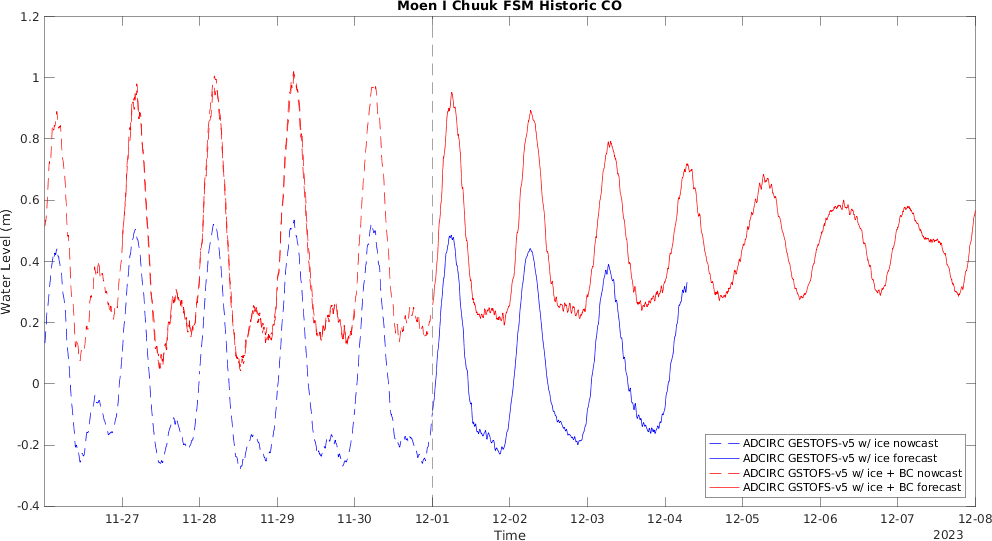 Moen I Chuuk FSM Historic CO
1.2
1
0.8
0.6
0.4
0.2
0
-0.2
-0.4
Water Level (m)
ADCIRC GESTOFS-v5 w/ ice nowcast
ADCIRC GESTOFS-v5 w/ ice forecast
ADCIRC GSTOFS-v5 w/ ice + BC nowcast
ADCIRC GSTOFS-v5 w/ ice + BC forecast
11-27 11-28 11-29 11-30 12-01 12-02 12-03 12-04 12-05 12-06 12-07 12-08
Time
2023